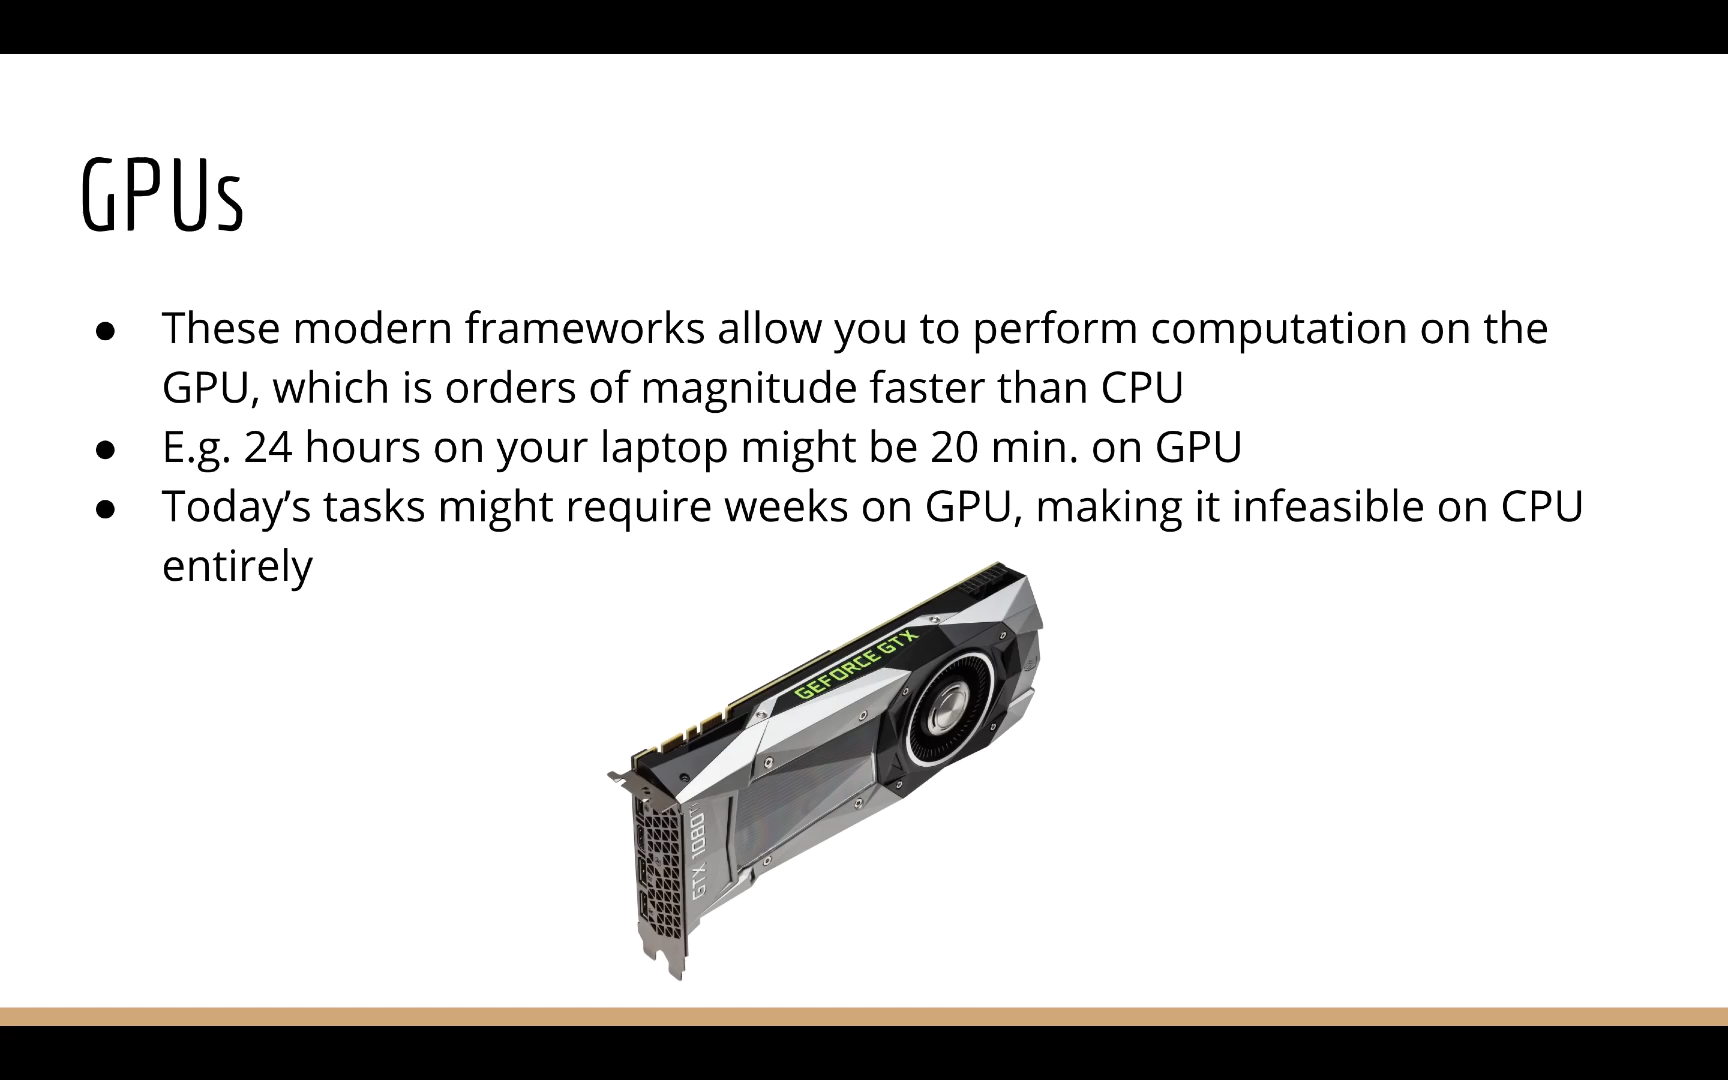 GPUs
● These modern frameworks allow you to perform computation on the
GPU, which is orders of magnitude faster than CPU
● E.g. 24 hours on your laptop might be 20 min. on GPU
● Today’s tasks might require weeks on GPU, making it infeasible on CPU
entirely
GEFORCE GTX
GTX 1080 Ti